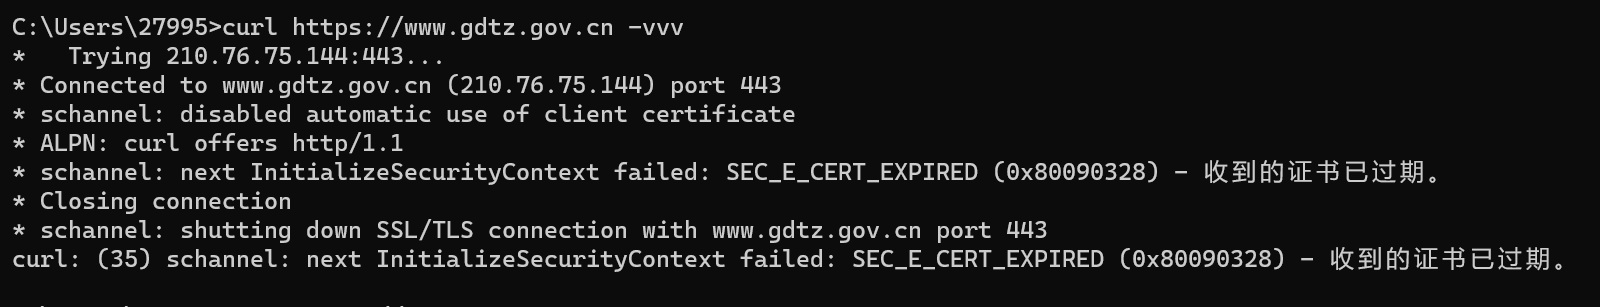 C:\Users\27995>curl https://www.gdtz.gov.cn -vvv
*   Trying 210.76.75.144:443...
* Connected to www.gdtz.gov.cn (210.76.75.144) port 443
* schannel: disabled automatic use of client certificate
* ALPN: curl offers http/1.1
* schannel: next InitializeSecurityContext failed: SEC_E_CERT_EXPIRED (0x80090328) - 收到的证书已过期。
* Closing connection
* schannel: shutting down SSL/TLS connection with www.gdtz.gov.cn port 443
curl: (35) schannel: next InitializeSecurityContext failed: SEC_E_CERT_EXPIRED (0x80090328) - 收到的证书已过期。